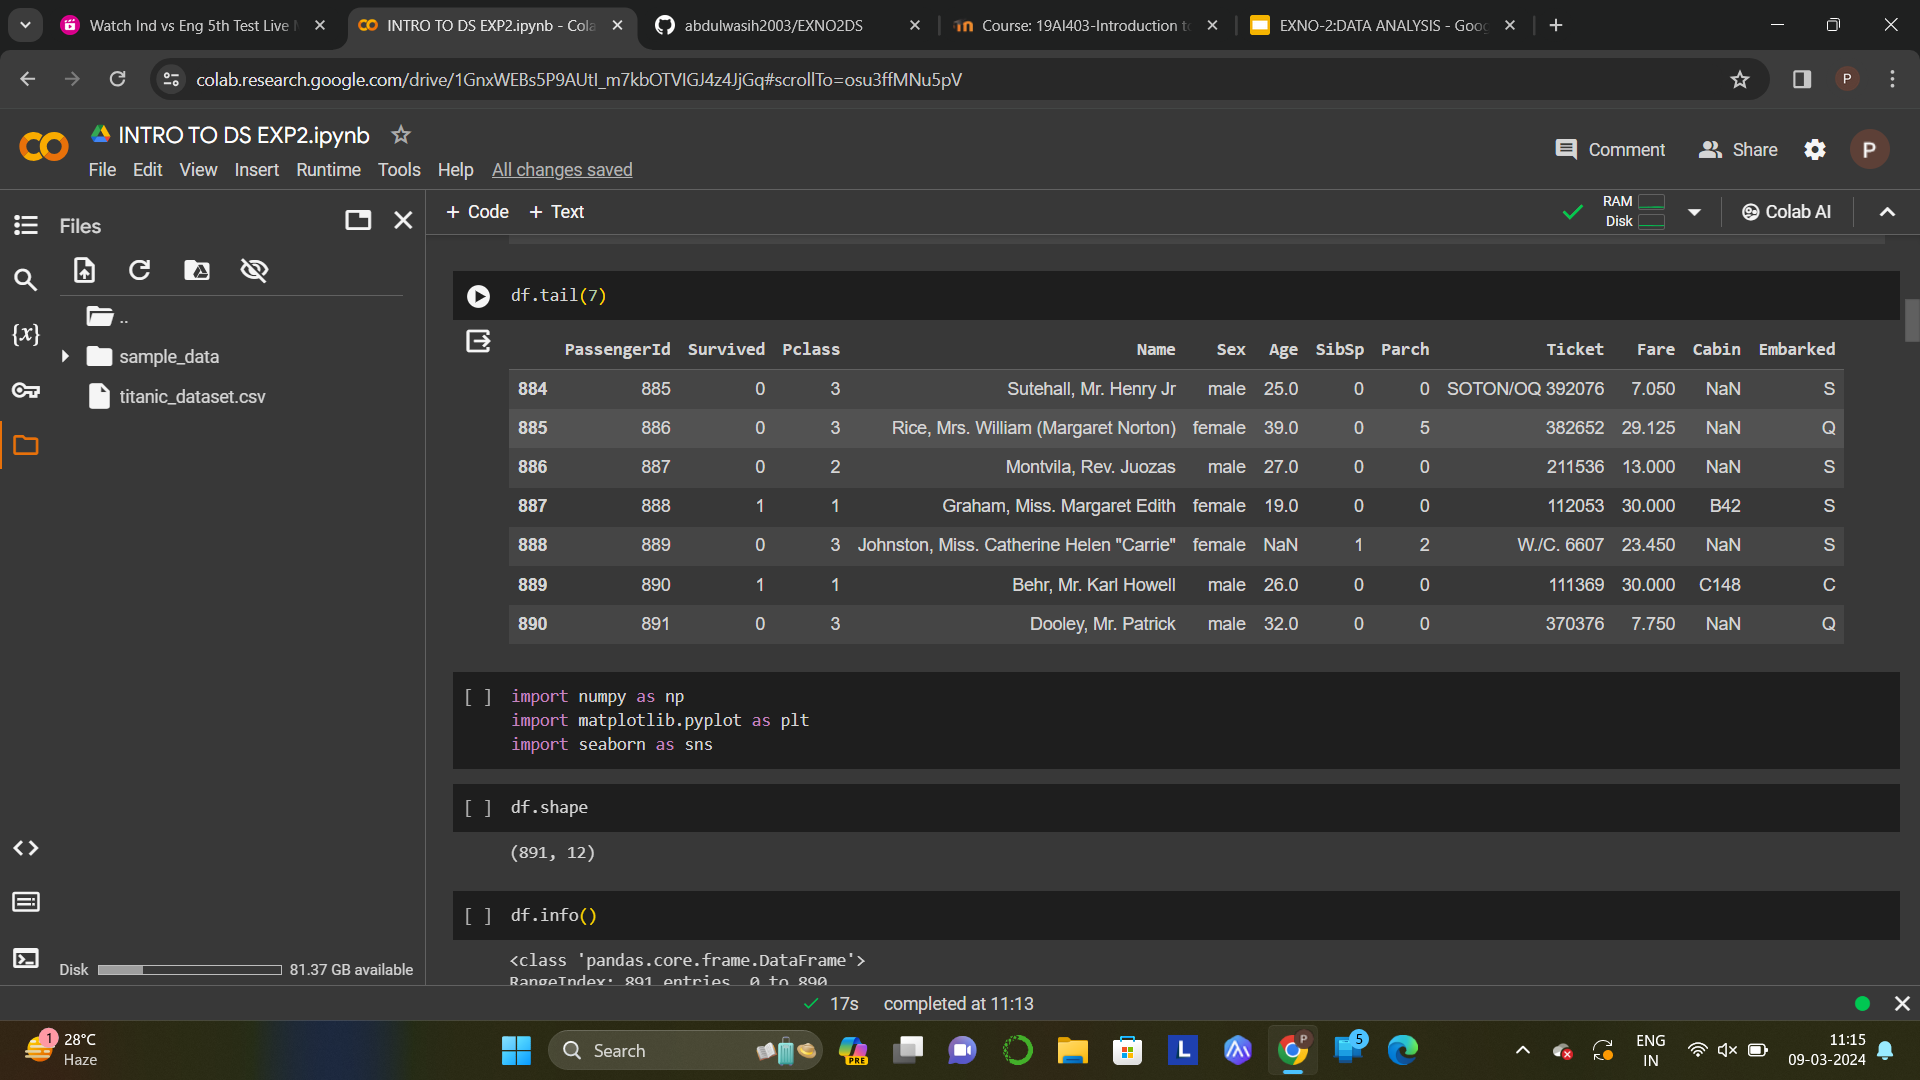 Watch Ind vs Eng 5th Test Live
INTRO TO DS EXP2.ipynb - Cola
abdulwasih2003/EXNO2DS
Course: 19AI403-Introduction to
EXNO-2:DATA ANALYSIS - Goog
colab.research.google.com/drive/1GnxWEBs5P9AUtI_m7kbOTVIGJ4z4JjGq#scrollTo=osu3ffMNu5pV
P
INTRO TO DS EXP2.ipynb
File Edit View Insert Runtime Tools Help All changes saved
Comment Share P
Files
+ Code + Text
RAM
Disk
Colab AI
{x}
..
sample_data
titanic_dataset.csv
df.tail(7)
PassengerId Survived Pclass Name Sex Age SibSp Parch Ticket Fare Cabin Embarked
884 885 0 3 Sutehall, Mr. Henry Jr male 25.0 0 0 SOTON/OQ 392076 7.050 NaN S
885 886 0 3 Rice, Mrs. William (Margaret Norton) female 39.0 0 5 382652 29.125 NaN Q
886 887 0 2 Montvila, Rev. Juozas male 27.0 0 0 211536 13.000 NaN S
887 888 1 1 Graham, Miss. Margaret Edith female 19.0 0 0 112053 30.000 B42 S
888 889 0 3 Johnston, Miss. Catherine Helen "Carrie" female NaN 1 2 W./C. 6607 23.450 NaN S
889 890 1 1 Behr, Mr. Karl Howell male 26.0 0 0 111369 30.000 C148 C
890 891 0 3 Dooley, Mr. Patrick male 32.0 0 0 370376 7.750 NaN Q
[ ] import numpy as np
import matplotlib.pyplot as plt
import seaborn as sns
[ ] df.shape
(891, 12)
[ ] df.info()
<class 'pandas.core.frame.DataFrame'>
RangeIndex: 891 entries, 0 to 890
Disk 81.37 GB available
17s completed at 11:13
1
28°C
Haze
Search
PRE
L
P
5
ENG
IN
11:15
09-03-2024